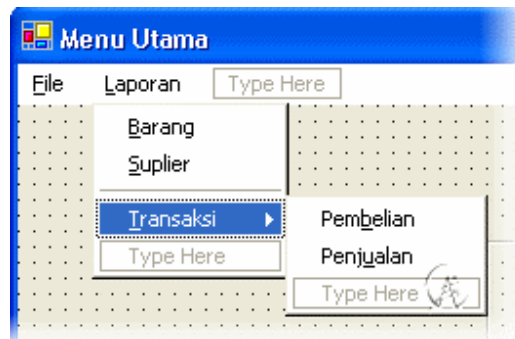 Menu Utama
File Laporan Type Here
Barang
Suplier
Transaksi Pembelian
Type Here Penjualan
Type Here